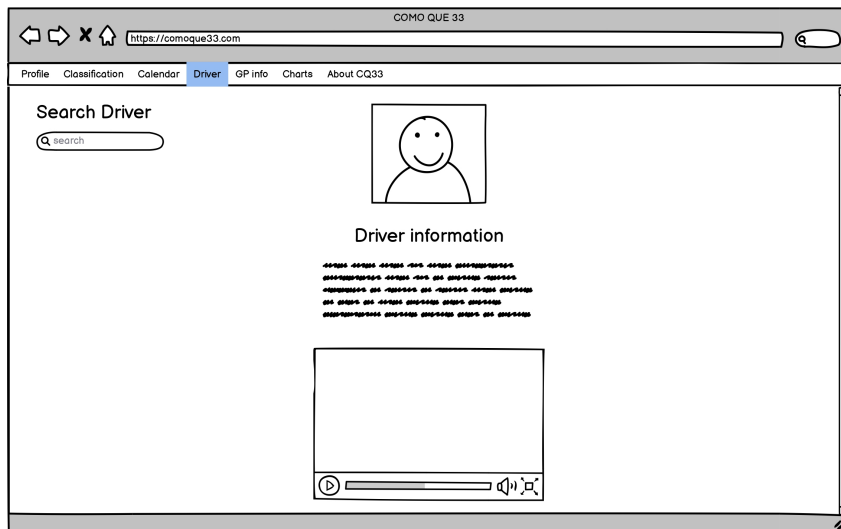 COMO QUE 33
https://comoque33.com
Profile Classification Calendar Driver GP info Charts About CQ33
Search Driver
search
Driver information